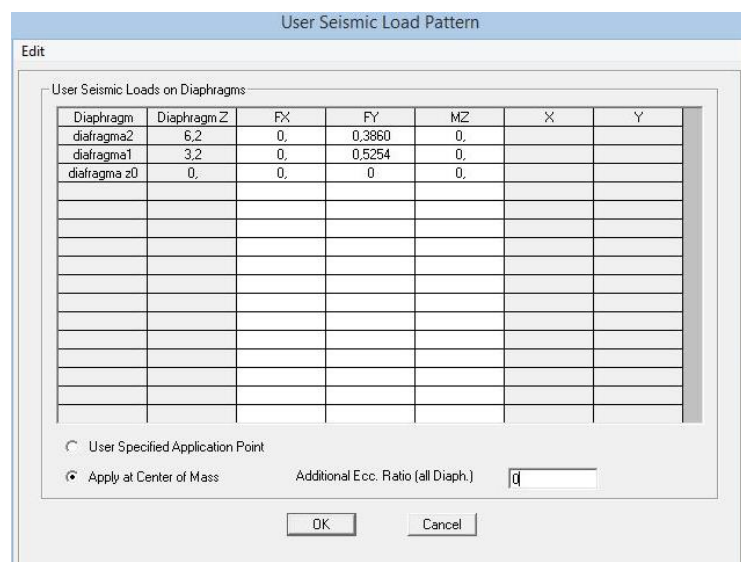 User Seismic Load Pattern
Edit
User Seismic Loads on Diaphragms
Diaphragm Diaphragm Z FX FY MZ X Y
diafragma2 6,2 0, 0,3860 0,
diafragma1 3,2 0, 0,5254 0,
diafragma z0 0, 0, 0 0,
User Specified Application Point
Apply at Center of Mass Additional Ecc. Ratio (all Diaph.) 0
OK Cancel